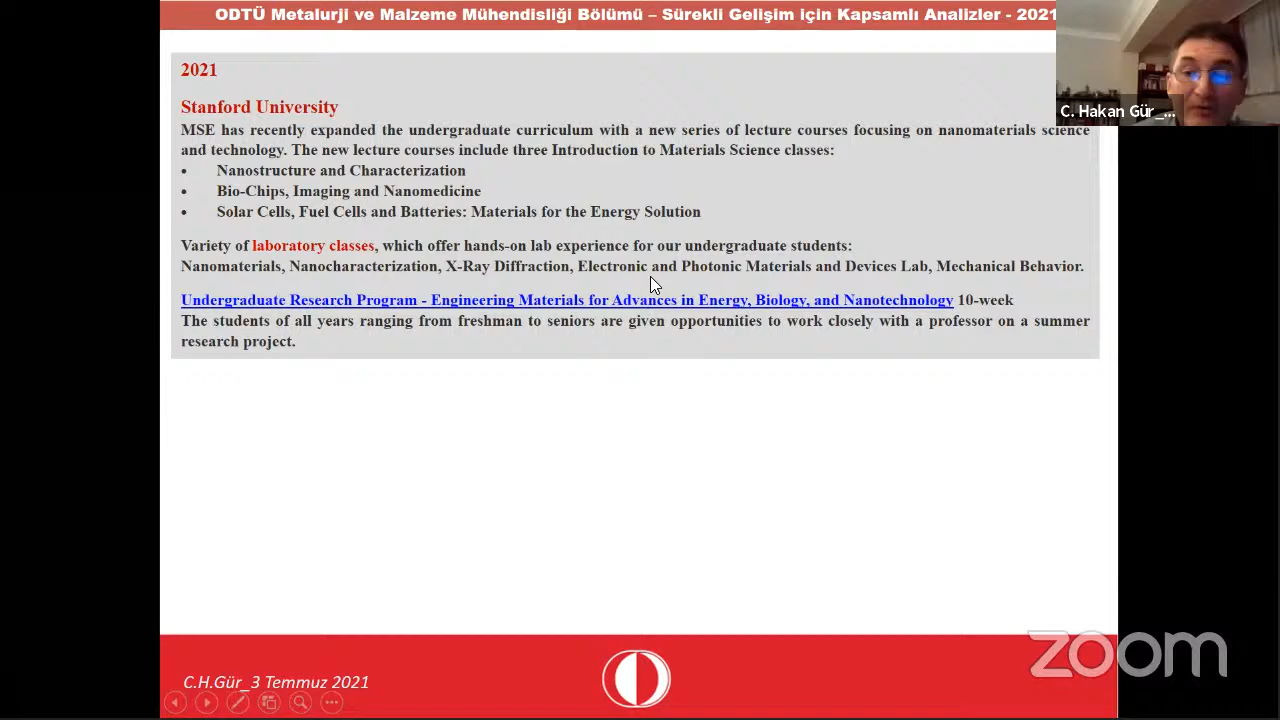 ODTÜ Metalurji ve Malzeme Mühendisliği Bölümü – Sürekli Gelişim için Kapsamlı Analizler - 2021
C. Hakan Gür_...
2021
Stanford University
MSE has recently expanded the undergraduate curriculum with a new series of lecture courses focusing on nanomaterials science
and technology. The new lecture courses include three Introduction to Materials Science classes:
• Nanostructure and Characterization
• Bio-Chips, Imaging and Nanomedicine
• Solar Cells, Fuel Cells and Batteries: Materials for the Energy Solution
Variety of laboratory classes, which offer hands-on lab experience for our undergraduate students:
Nanomaterials, Nanocharacterization, X-Ray Diffraction, Electronic and Photonic Materials and Devices Lab, Mechanical Behavior.
Undergraduate Research Program - Engineering Materials for Advances in Energy, Biology, and Nanotechnology 10-week
The students of all years ranging from freshman to seniors are given opportunities to work closely with a professor on a summer
research project.
zoom
C.H.Gür_3 Temmuz 2021